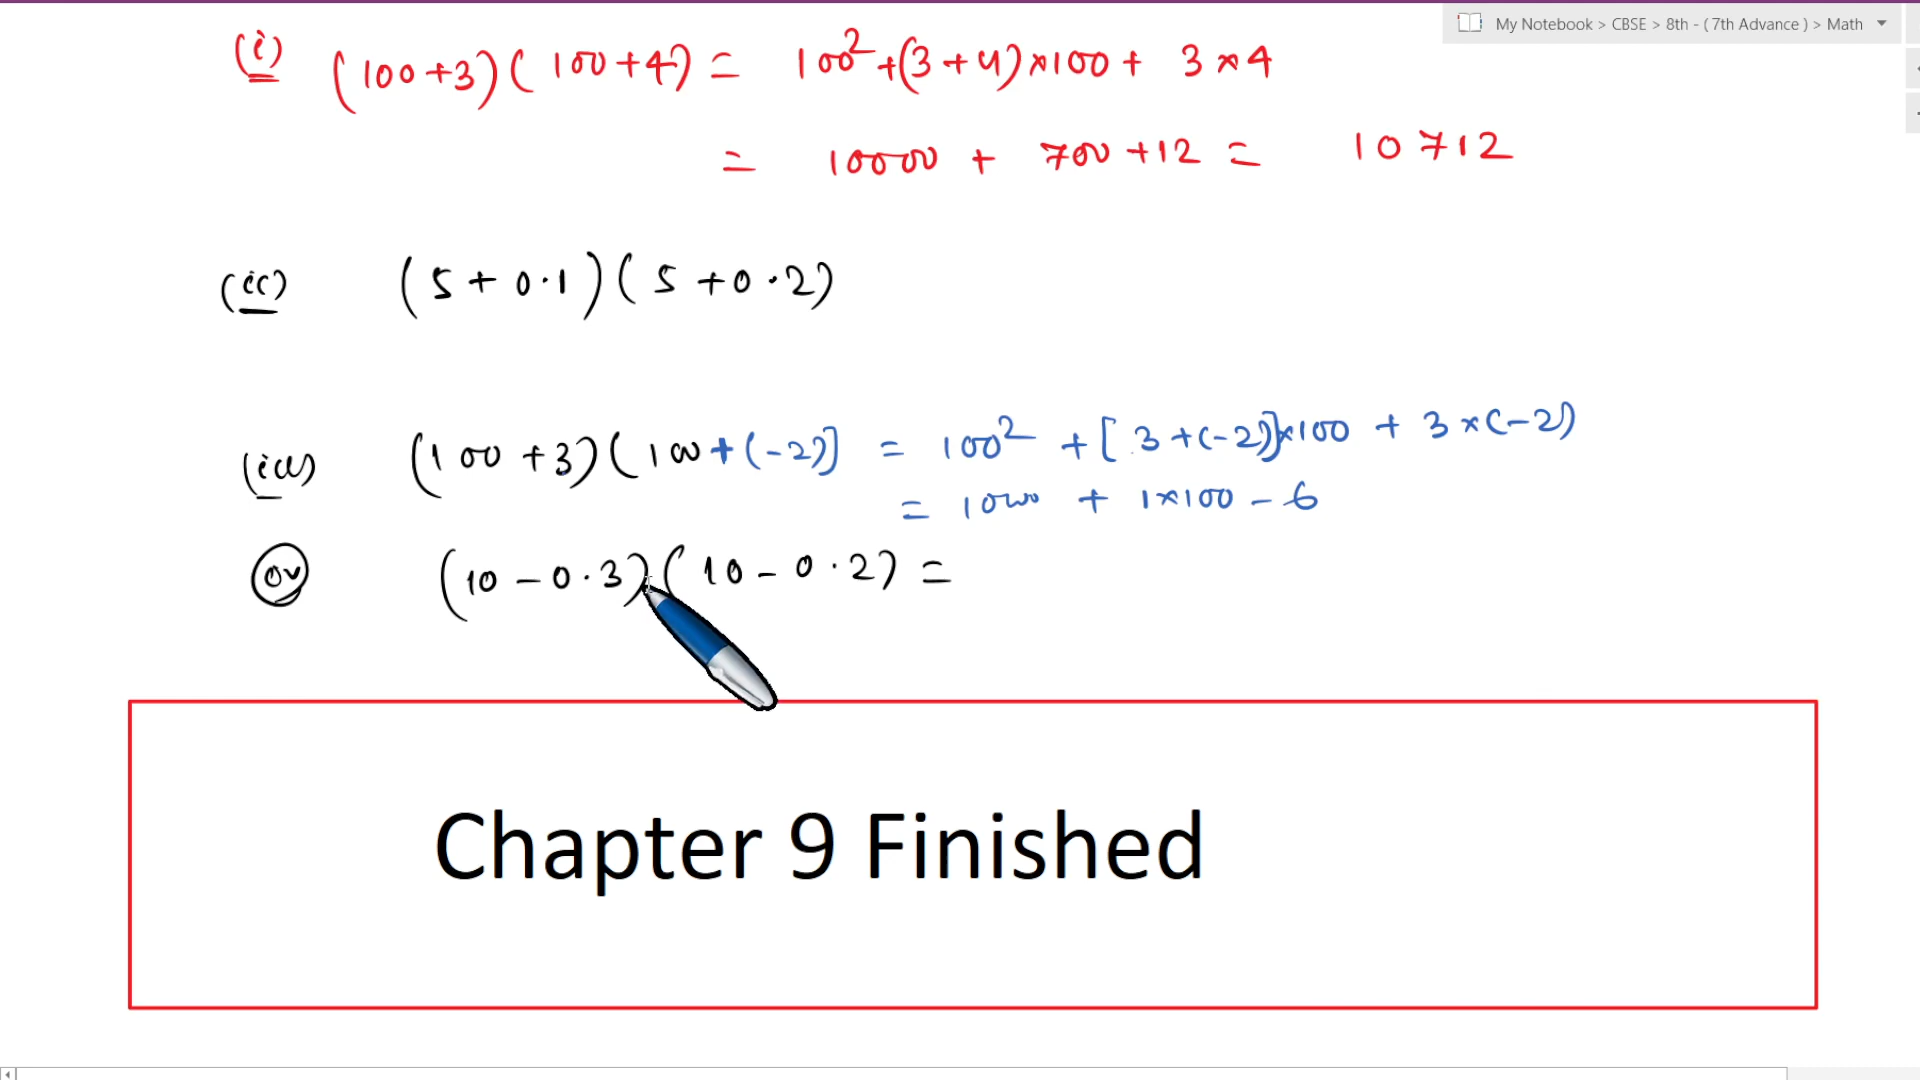 My Notebook > CBSE > 8th - ( 7th Advance ) > Math
(i) (100+3)(100+4) = 100² +(3+4)×100 + 3×4
= 10000 + 700 +12 = 10712
(ii) (5+0.1)(5+0.2)
(iii) (100+3)(100+(-2)] = 100² + [3+(-2)]×100 + 3×(-2)
= 10000 + 1×100 - 6
(iv) (10-0.3)(10-0.2) =
Chapter 9 Finished